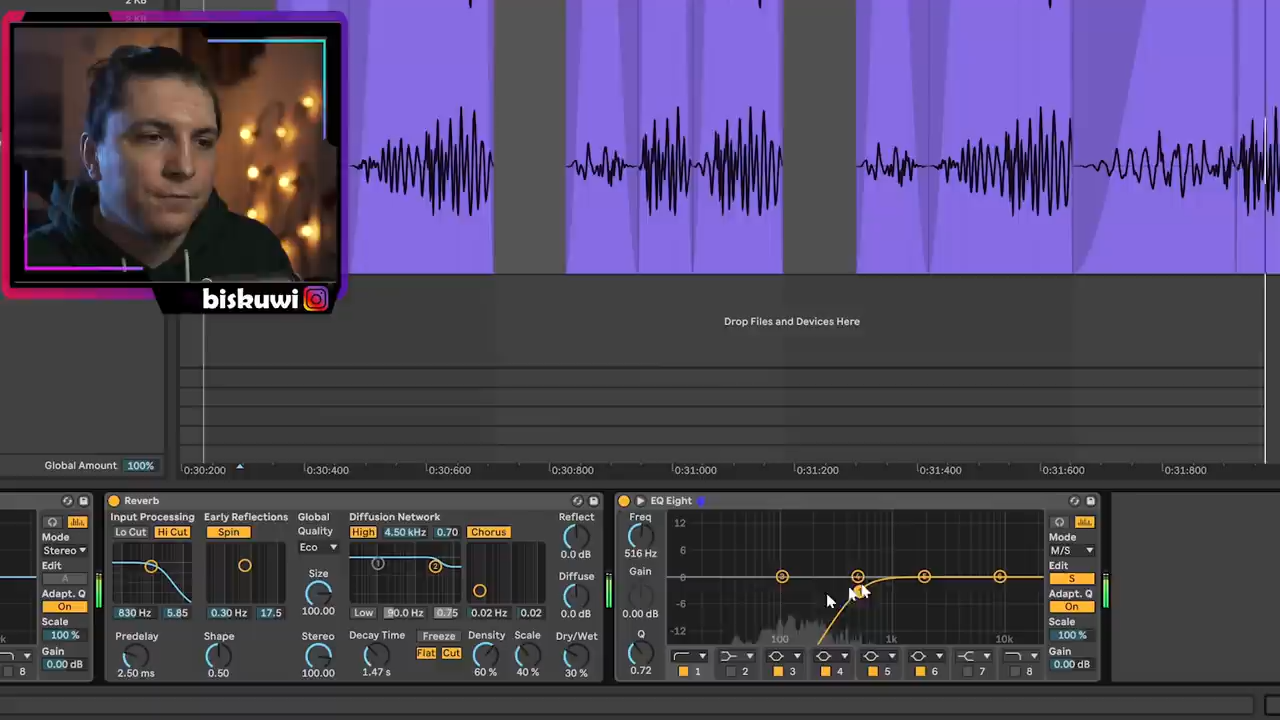 biskuwi
Drop Files and Devices Here
Global Amount 100%
0:30:200 0:30:400 0:30:600 0:30:800 0:31:000 0:31:200 0:31:400 0:31:600 0:31:800
Mode
Stereo
Edit
A
Adapt. Q
On
Scale
100 %
Gain
0.00 dB
8
Reverb
Input Processing
Lo Cut Hi Cut
830 Hz 5.85
Predelay
2.50 ms
Early Reflections
Spin
0.30 Hz 17.5
Shape
0.50
Global
Quality
Eco
Size
100.00
Stereo
100.00
Diffusion Network
High 4.50 kHz 0.70 Chorus
1 2
Low 90.0 Hz 0.75 0.02 Hz 0.02
Decay Time
1.47 s
Freeze
Flat Cut
Density
60 %
Scale
40 %
Reflect
0.0 dB
Diffuse
0.0 dB
Dry/Wet
30 %
EQ Eight
Freq
516 Hz
Gain
0.00 dB
Q
0.72
12
6
0
-6
-12
100 1k 10k
1 2 3 4 5 6 7 8
Mode
M/S
Edit
S
Adapt. Q
On
Scale
100 %
Gain
0.00 dB